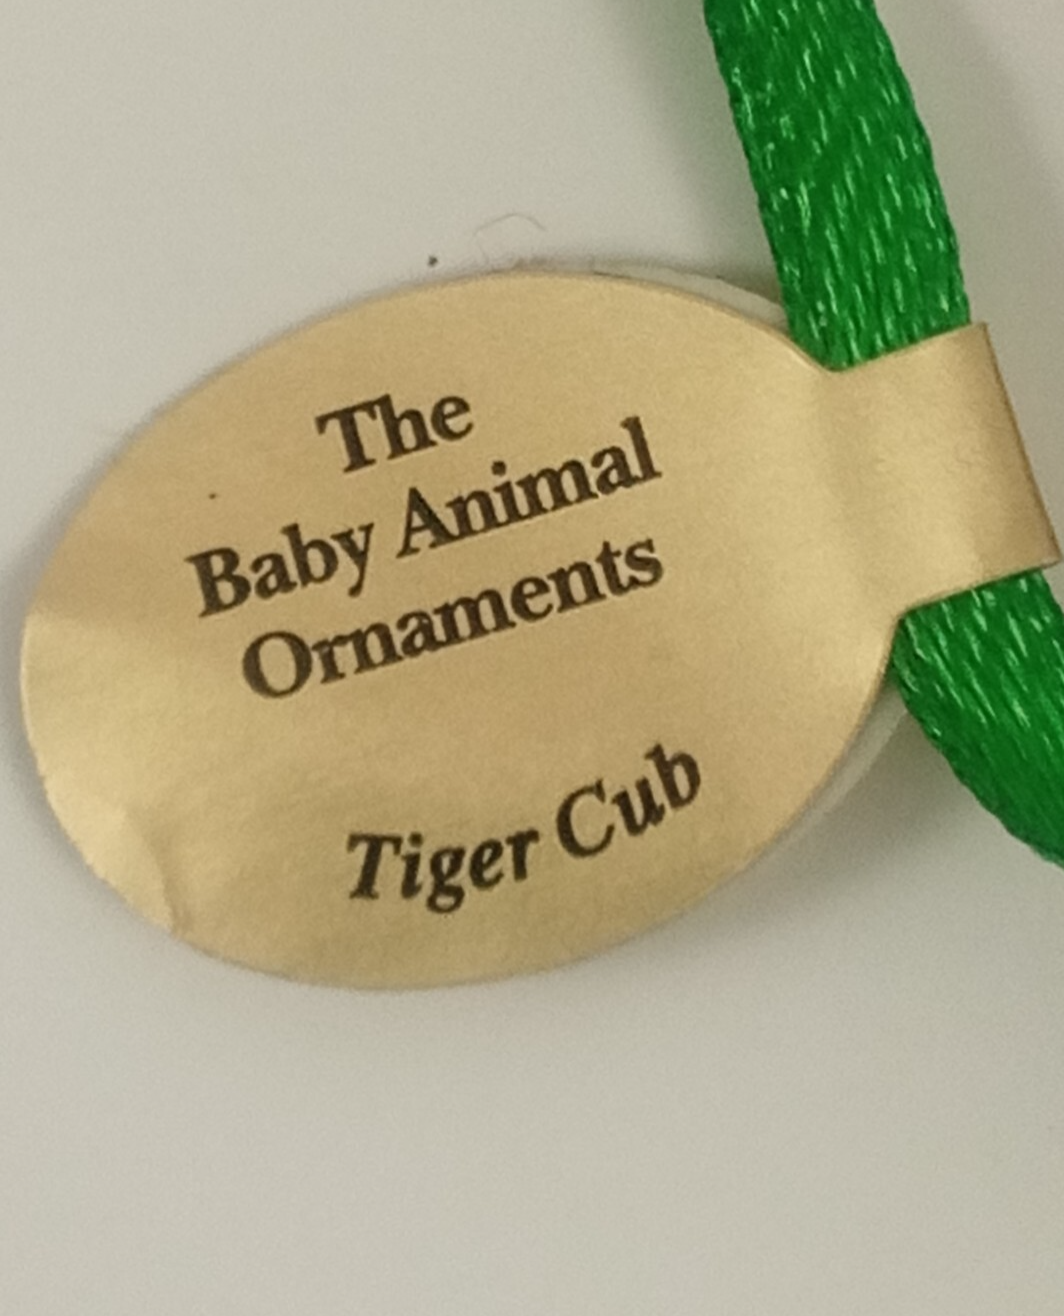 The
Baby Animal
Ornaments
Tiger Cub